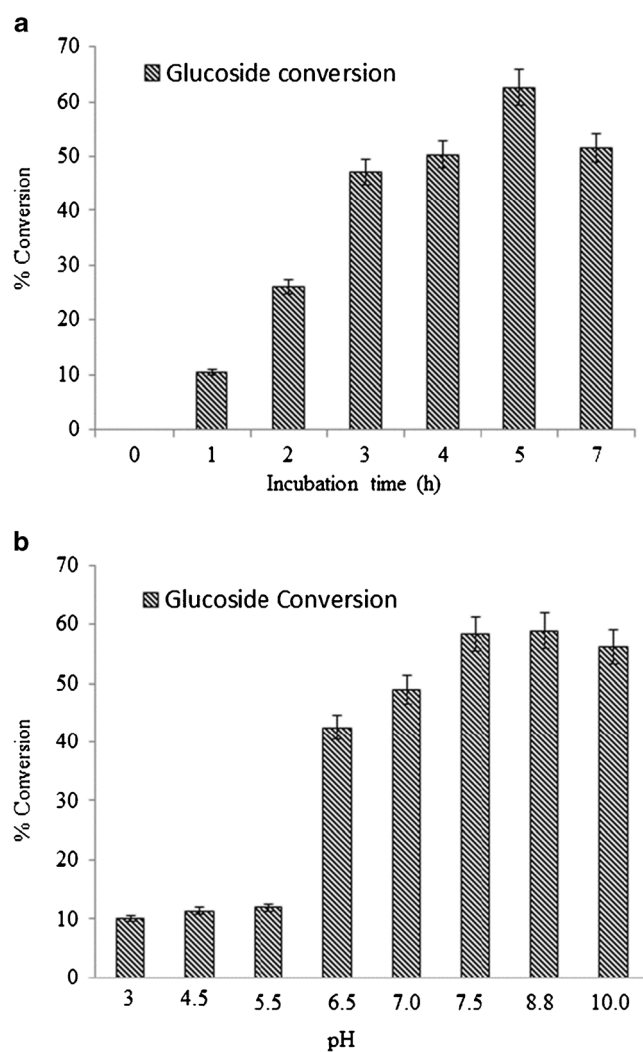 a
70
60
50
40
30
20
10
0
% Conversion
Glucoside conversion
0 1 2 3 4 5 7
Incubation time (h)
b
70
60
50
40
30
20
10
0
% Conversion
Glucoside Conversion
3 4.5 5.5 6.5 7.0 7.5 8.8 10.0
pH